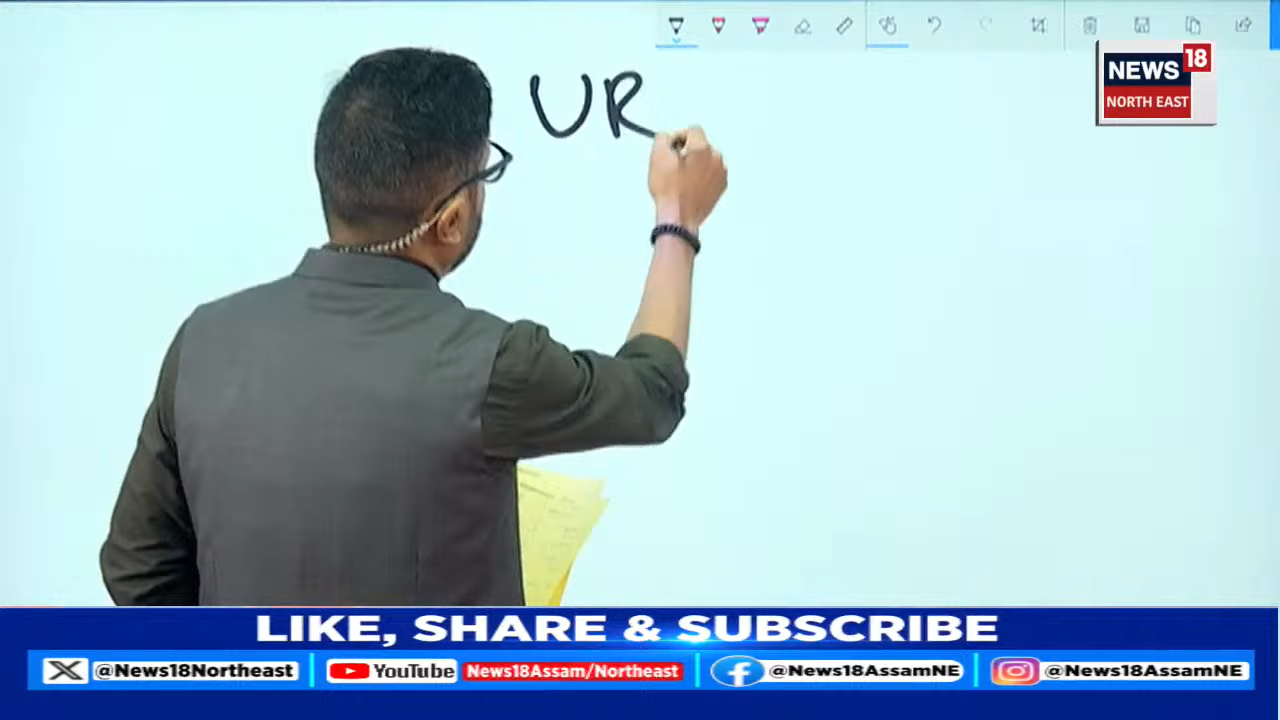 UR
NEWS 18
NORTH EAST
LIKE, SHARE & SUBSCRIBE
@News18Northeast
YouTube News18Assam/Northeast
@News18AssamNE
@News18AssamNE